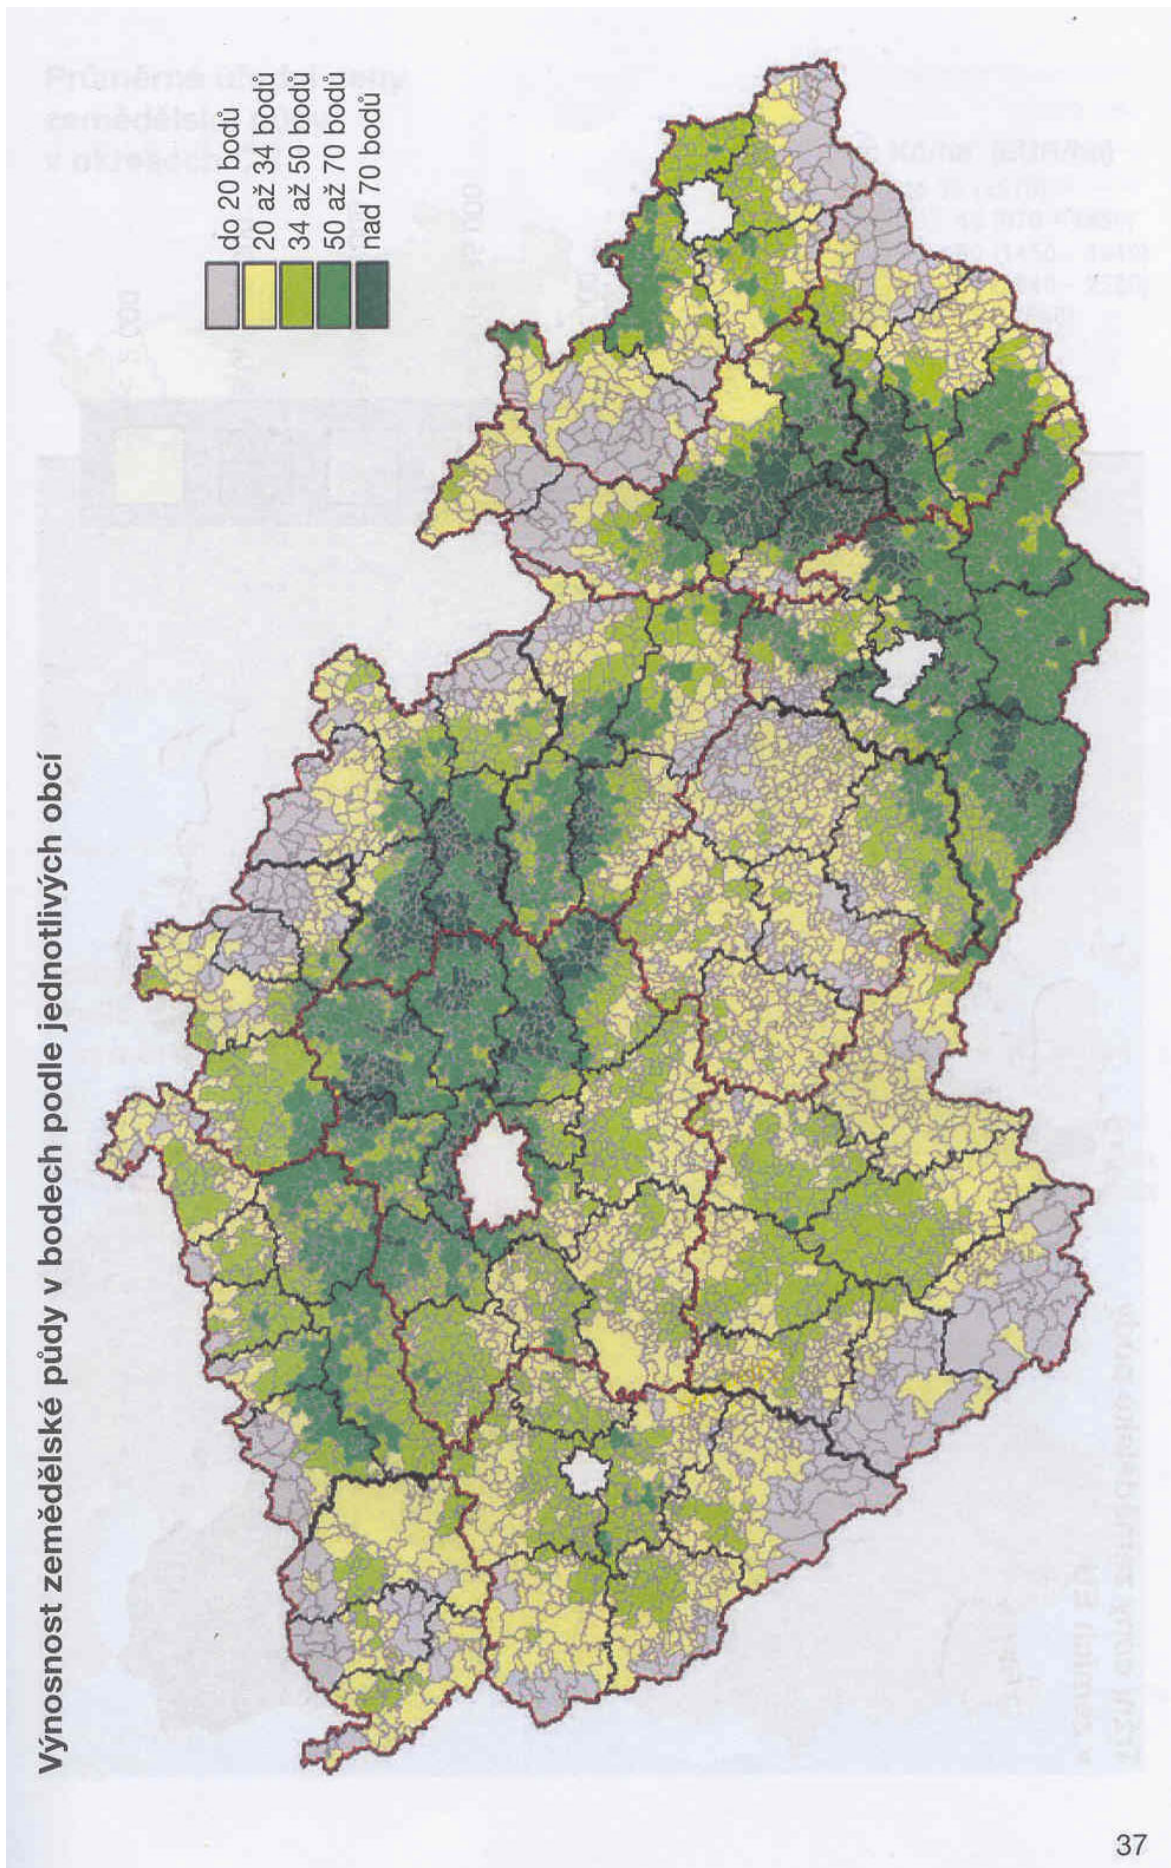 Výnosnost zemědělské půdy v bodech podle jednotlivých obcí
do 20 bodů
20 až 34 bodů
34 až 50 bodů
50 až 70 bodů
nad 70 bodů
37